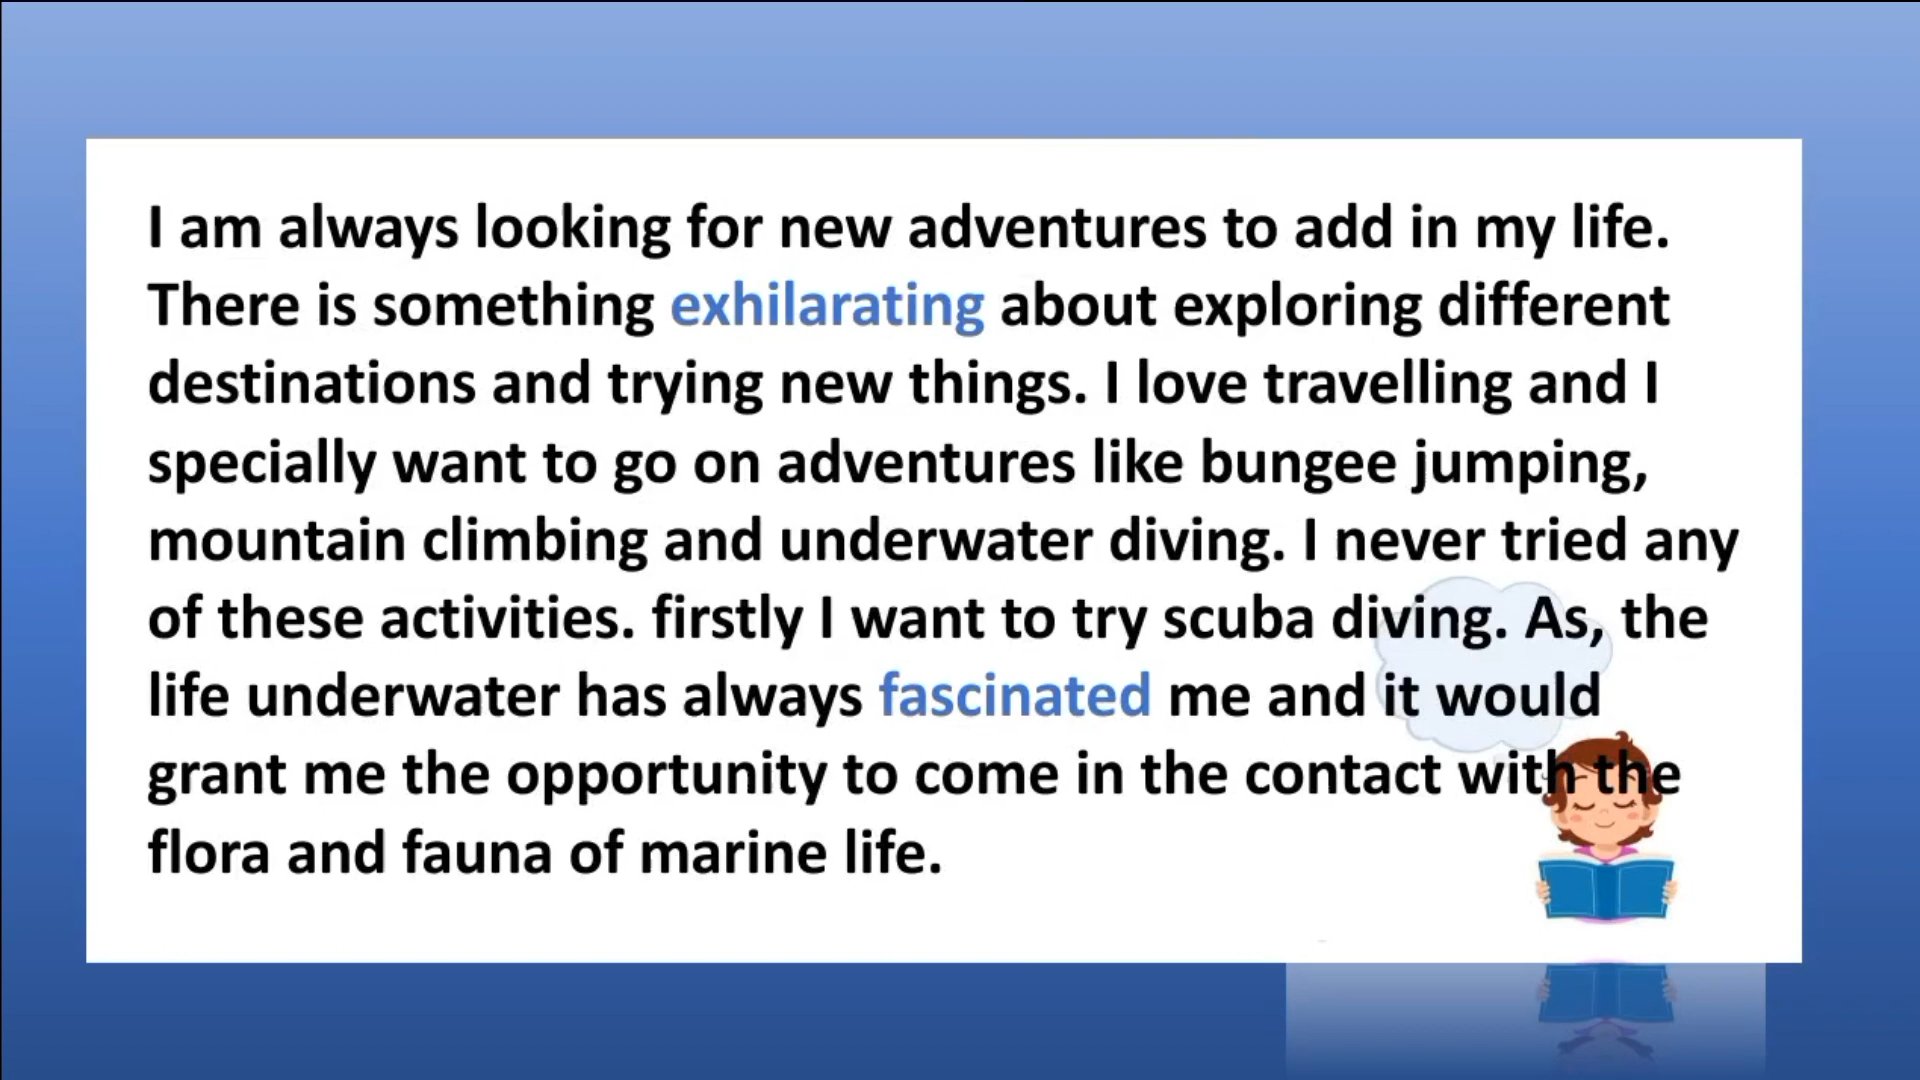 I am always looking for new adventures to add in my life.
There is something exhilarating about exploring different
destinations and trying new things. I love travelling and I
specially want to go on adventures like bungee jumping,
mountain climbing and underwater diving. I never tried any
of these activities. firstly I want to try scuba diving. As, the
life underwater has always fascinated me and it would
grant me the opportunity to come in the contact with the
flora and fauna of marine life.